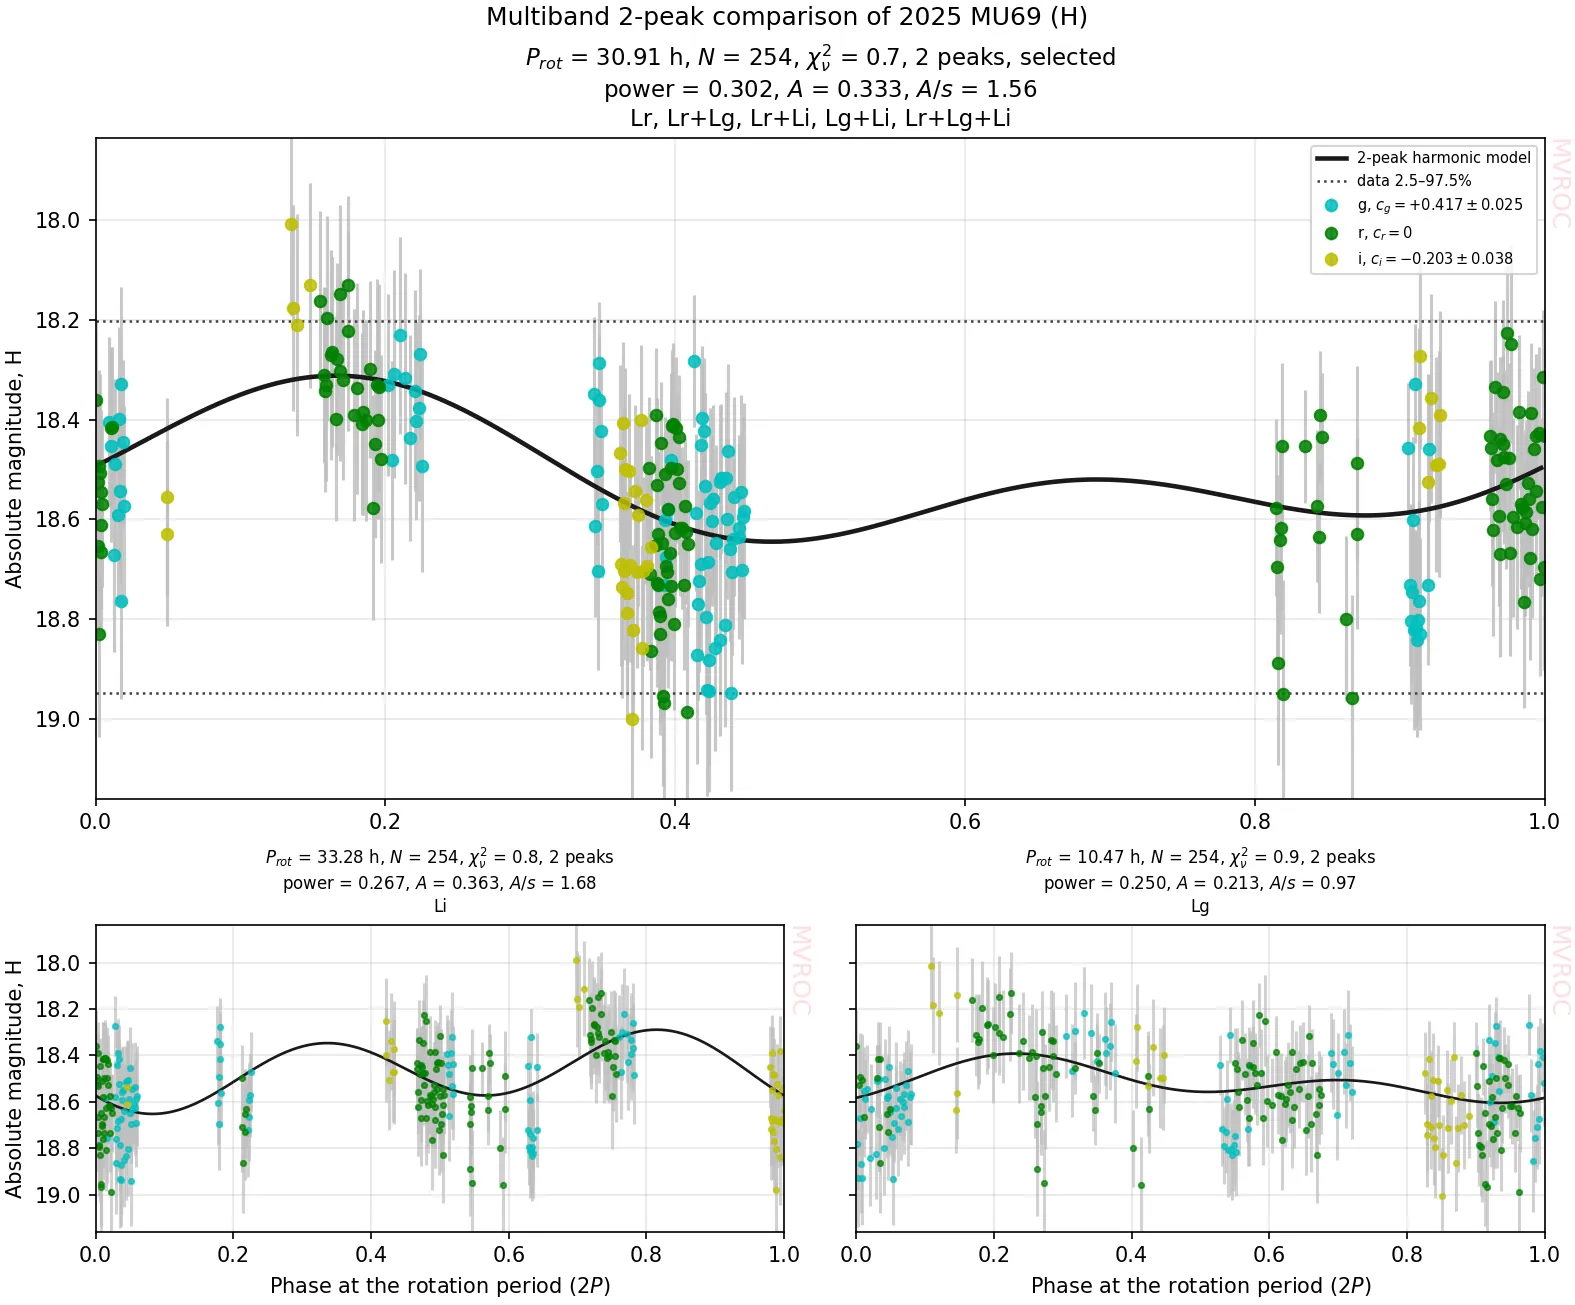 Multiband 2-peak comparison of 2025 MU69 (H)
P_rot = 30.91 h, N = 254, χ²_ν = 0.7, 2 peaks, selected
power = 0.302, A = 0.333, A/s = 1.56
Lr, Lr+Lg, Lr+Li, Lg+Li, Lr+Lg+Li
2-peak harmonic model
data 2.5–97.5%
g, c_g = +0.417 ± 0.025
r, c_r = 0
i, c_i = −0.203 ± 0.038
MVROC
Absolute magnitude, H
18.0
18.2
18.4
18.6
18.8
19.0
0.0 0.2 0.4 0.6 0.8 1.0
P_rot = 33.28 h, N = 254, χ²_ν = 0.8, 2 peaks
power = 0.267, A = 0.363, A/s = 1.68
Li
MVROC
Absolute magnitude, H
18.0
18.2
18.4
18.6
18.8
19.0
0.0 0.2 0.4 0.6 0.8 1.0
Phase at the rotation period (2P)
P_rot = 10.47 h, N = 254, χ²_ν = 0.9, 2 peaks
power = 0.250, A = 0.213, A/s = 0.97
Lg
MVROC
0.0 0.2 0.4 0.6 0.8 1.0
Phase at the rotation period (2P)